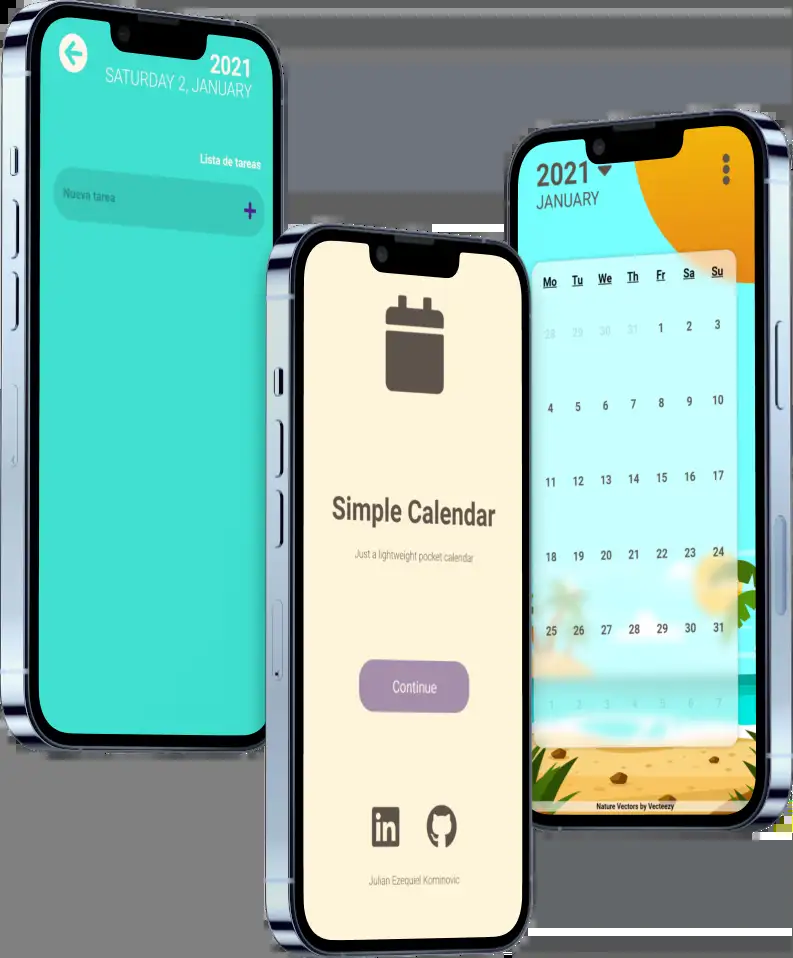 2021
SATURDAY 2, JANUARY
Lista de tareas
Nueva tarea
Simple Calendar
Just a lightweight pocket calendar
Continue
in
Julian Ezequiel Kominovic
2021
JANUARY
Mo Tu We Th Fr Sa Su
28 29 30 31 1 2 3
4 5 6 7 8 9 10
11 12 13 14 15 16 17
18 19 20 21 22 23 24
25 26 27 28 29 30 31
1 2 3 4 5 6 7
Nature Vectors by Vecteezy